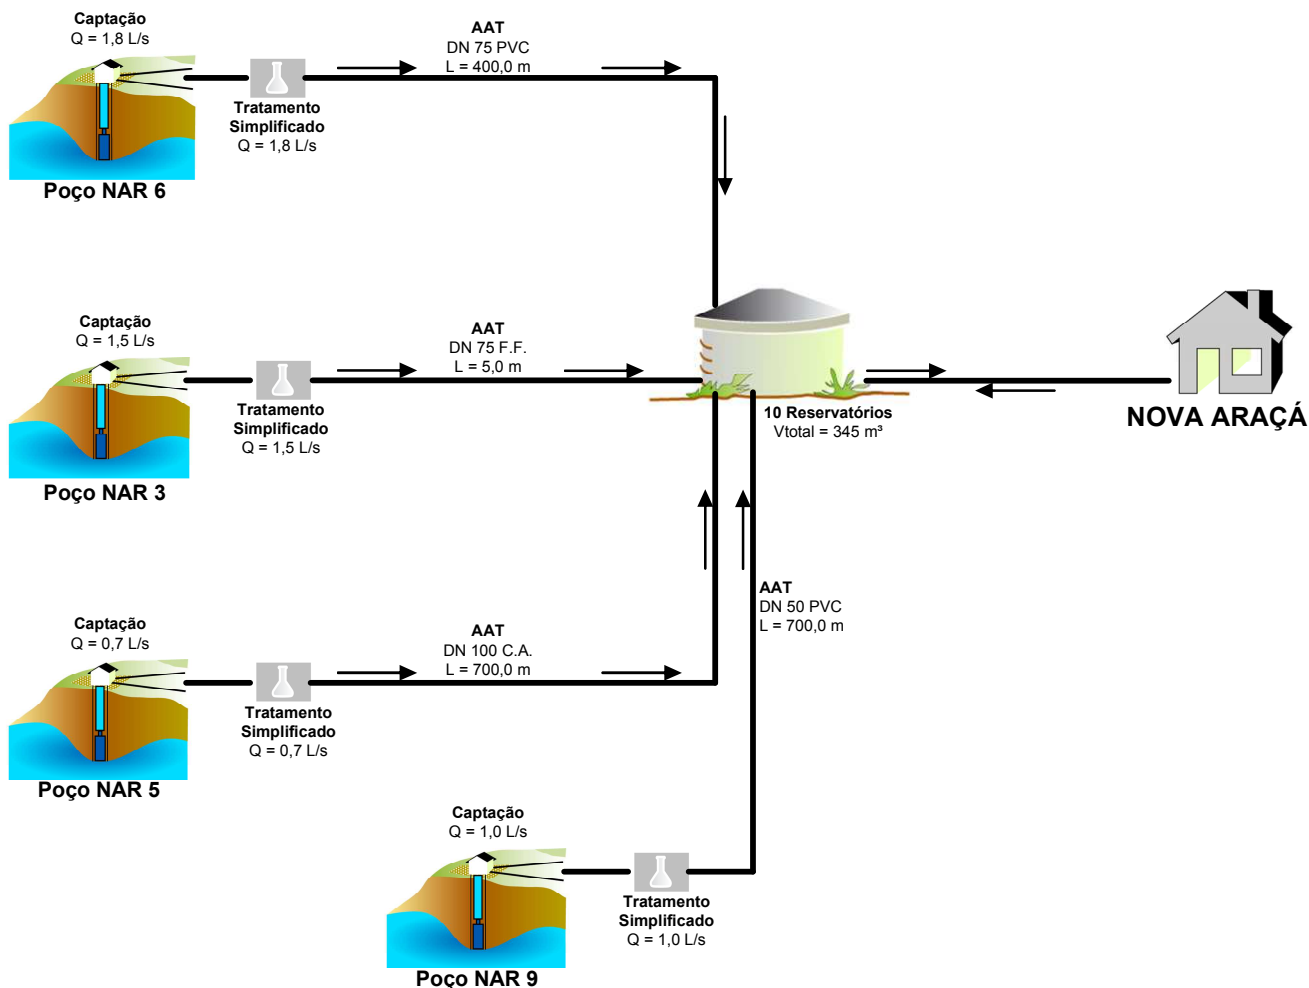 Captação
Q = 1,8 L/s
Tratamento
Simplificado
Q = 1,8 L/s
Poço NAR 6
AAT
DN 75 PVC
L = 400,0 m
Captação
Q = 1,5 L/s
Tratamento
Simplificado
Q = 1,5 L/s
Poço NAR 3
AAT
DN 75 F.F.
L = 5,0 m
10 Reservatórios
Vtotal = 345 m³
NOVA ARAÇÁ
Captação
Q = 0,7 L/s
Tratamento
Simplificado
Q = 0,7 L/s
Poço NAR 5
AAT
DN 100 C.A.
L = 700,0 m
AAT
DN 50 PVC
L = 700,0 m
Captação
Q = 1,0 L/s
Tratamento
Simplificado
Q = 1,0 L/s
Poço NAR 9